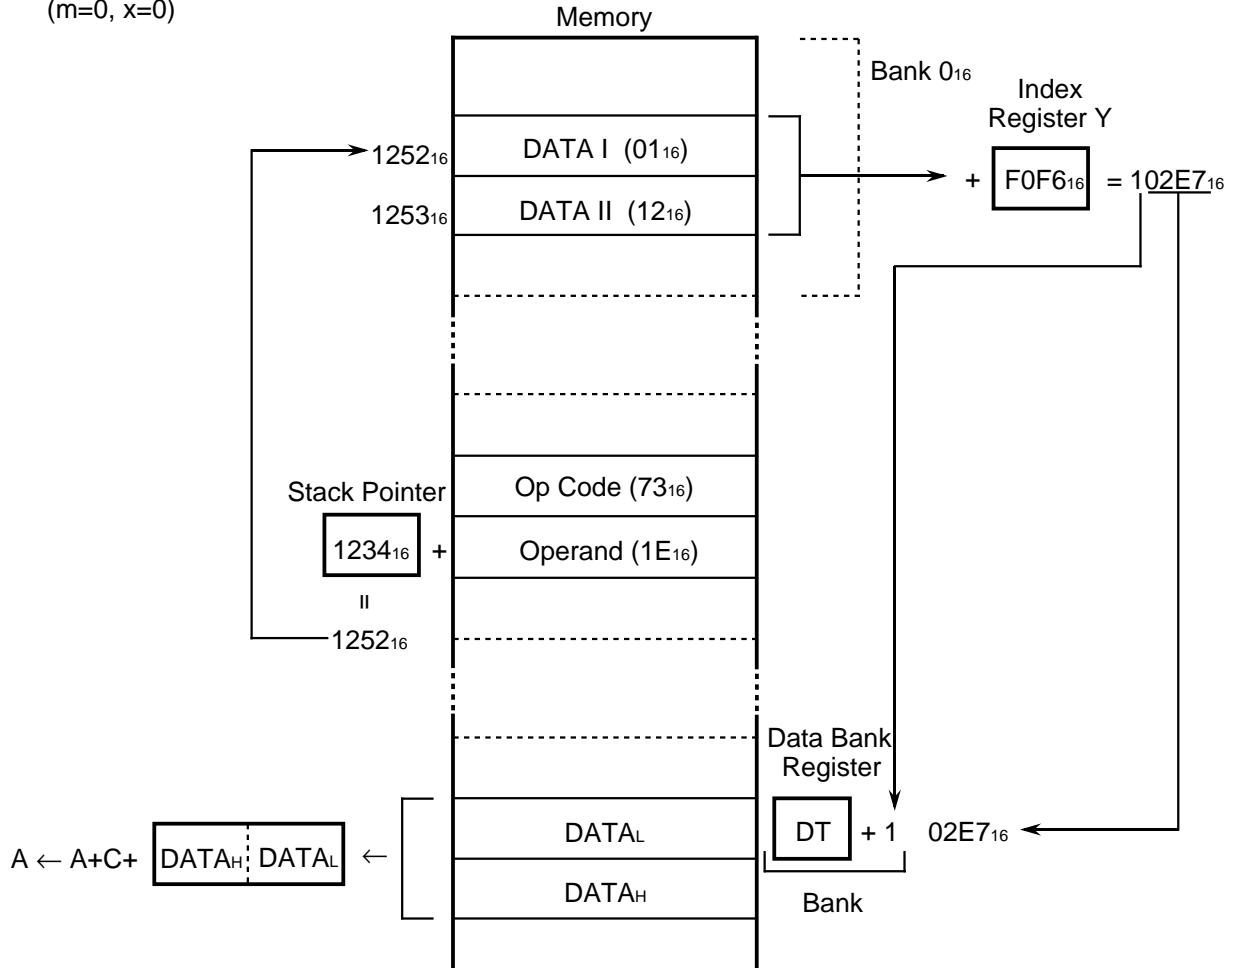 (m=0, x=0)
Memory
Bank 0₁₆
Index
Register Y
1252₁₆
DATA I (01₁₆)
+ F0F6₁₆ = 102E7₁₆
1253₁₆
DATA II (12₁₆)
Stack Pointer
Op Code (73₁₆)
1234₁₆ +
Operand (1E₁₆)
=
1252₁₆
Data Bank
Register
DATAL
DT + 1 02E7₁₆
A ← A+C+ DATAH DATAL ←
DATAH
Bank